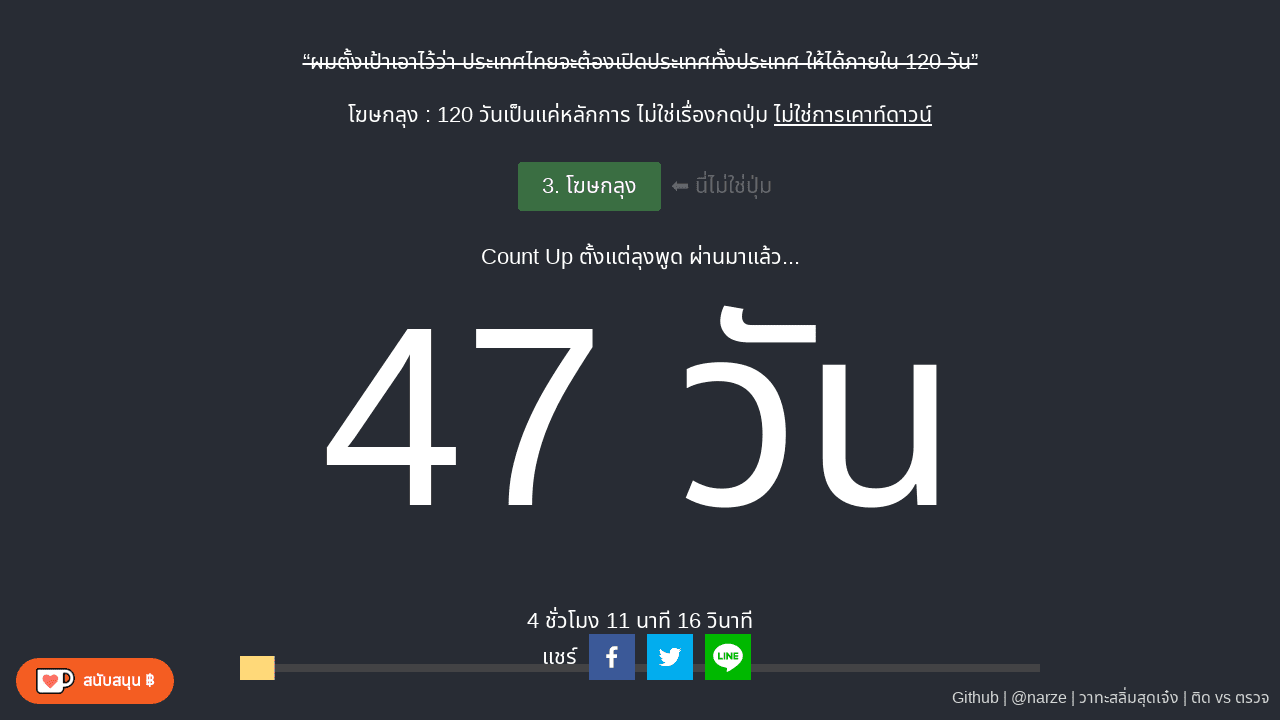 “ผมตั้งเป้าเอาไว้ว่า ประเทศไทยจะต้องเปิดประเทศทั้งประเทศ ให้ได้ภายใน 120 วัน”
โฆษกลุง : 120 วันเป็นแค่หลักการ ไม่ใช่เรื่องกดปุ่ม ไม่ใช่การเคาท์ดาวน์
3. โฆษกลุง ⬅ นี่ไม่ใช่ปุ่ม
Count Up ตั้งแต่ลุงพูด ผ่านมาแล้ว...
47 วัน
4 ชั่วโมง 11 นาที 16 วินาที
แชร์ LINE
สนับสนุน ฿
Github | @narze | วาทะสลิ่มสุดเจ๋ง | ติด vs ตรวจ